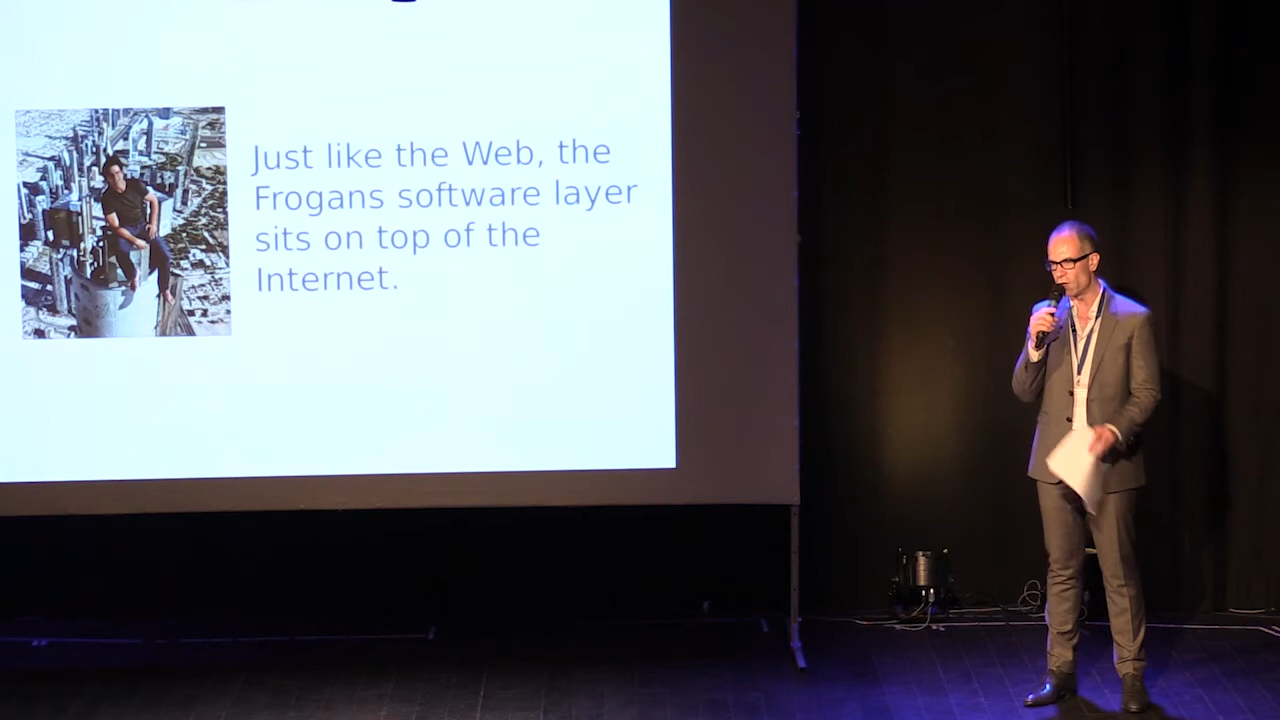 Just like the Web, the
Frogans software layer
sits on top of the
Internet.